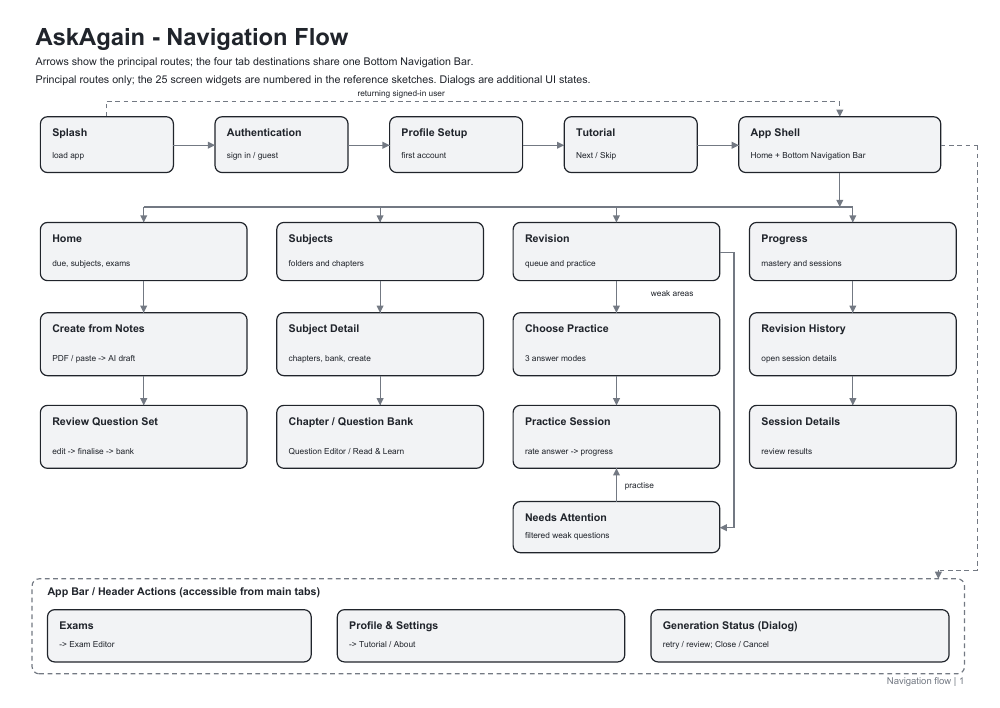 AskAgain - Navigation Flow
Arrows show the principal routes; the four tab destinations share one Bottom Navigation Bar.
Principal routes only; the 25 screen widgets are numbered in the reference sketches. Dialogs are additional UI states.
returning signed-in user
Splash
load app
Authentication
sign in / guest
Profile Setup
first account
Tutorial
Next / Skip
App Shell
Home + Bottom Navigation Bar
Home
due, subjects, exams
Subjects
folders and chapters
Revision
queue and practice
Progress
mastery and sessions
weak areas
Create from Notes
PDF / paste -> AI draft
Subject Detail
chapters, bank, create
Choose Practice
3 answer modes
Revision History
open session details
Review Question Set
edit -> finalise -> bank
Chapter / Question Bank
Question Editor / Read & Learn
Practice Session
rate answer -> progress
Session Details
review results
practise
Needs Attention
filtered weak questions
App Bar / Header Actions (accessible from main tabs)
Exams
-> Exam Editor
Profile & Settings
-> Tutorial / About
Generation Status (Dialog)
retry / review; Close / Cancel
Navigation flow | 1